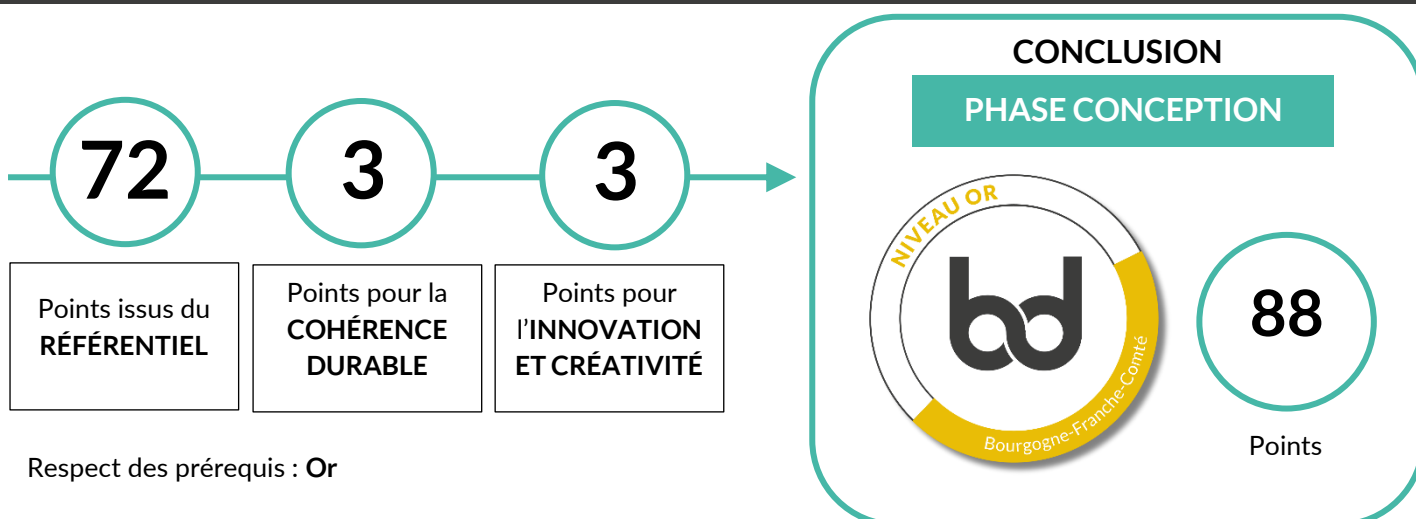 72
3
3
Points issus du
RÉFÉRENTIEL
Points pour la
COHÉRENCE
DURABLE
Points pour
l’INNOVATION
ET CRÉATIVITÉ
Respect des prérequis : Or
CONCLUSION
PHASE CONCEPTION
NIVEAU OR
bd
Bourgogne-Franche-Comté
88
Points